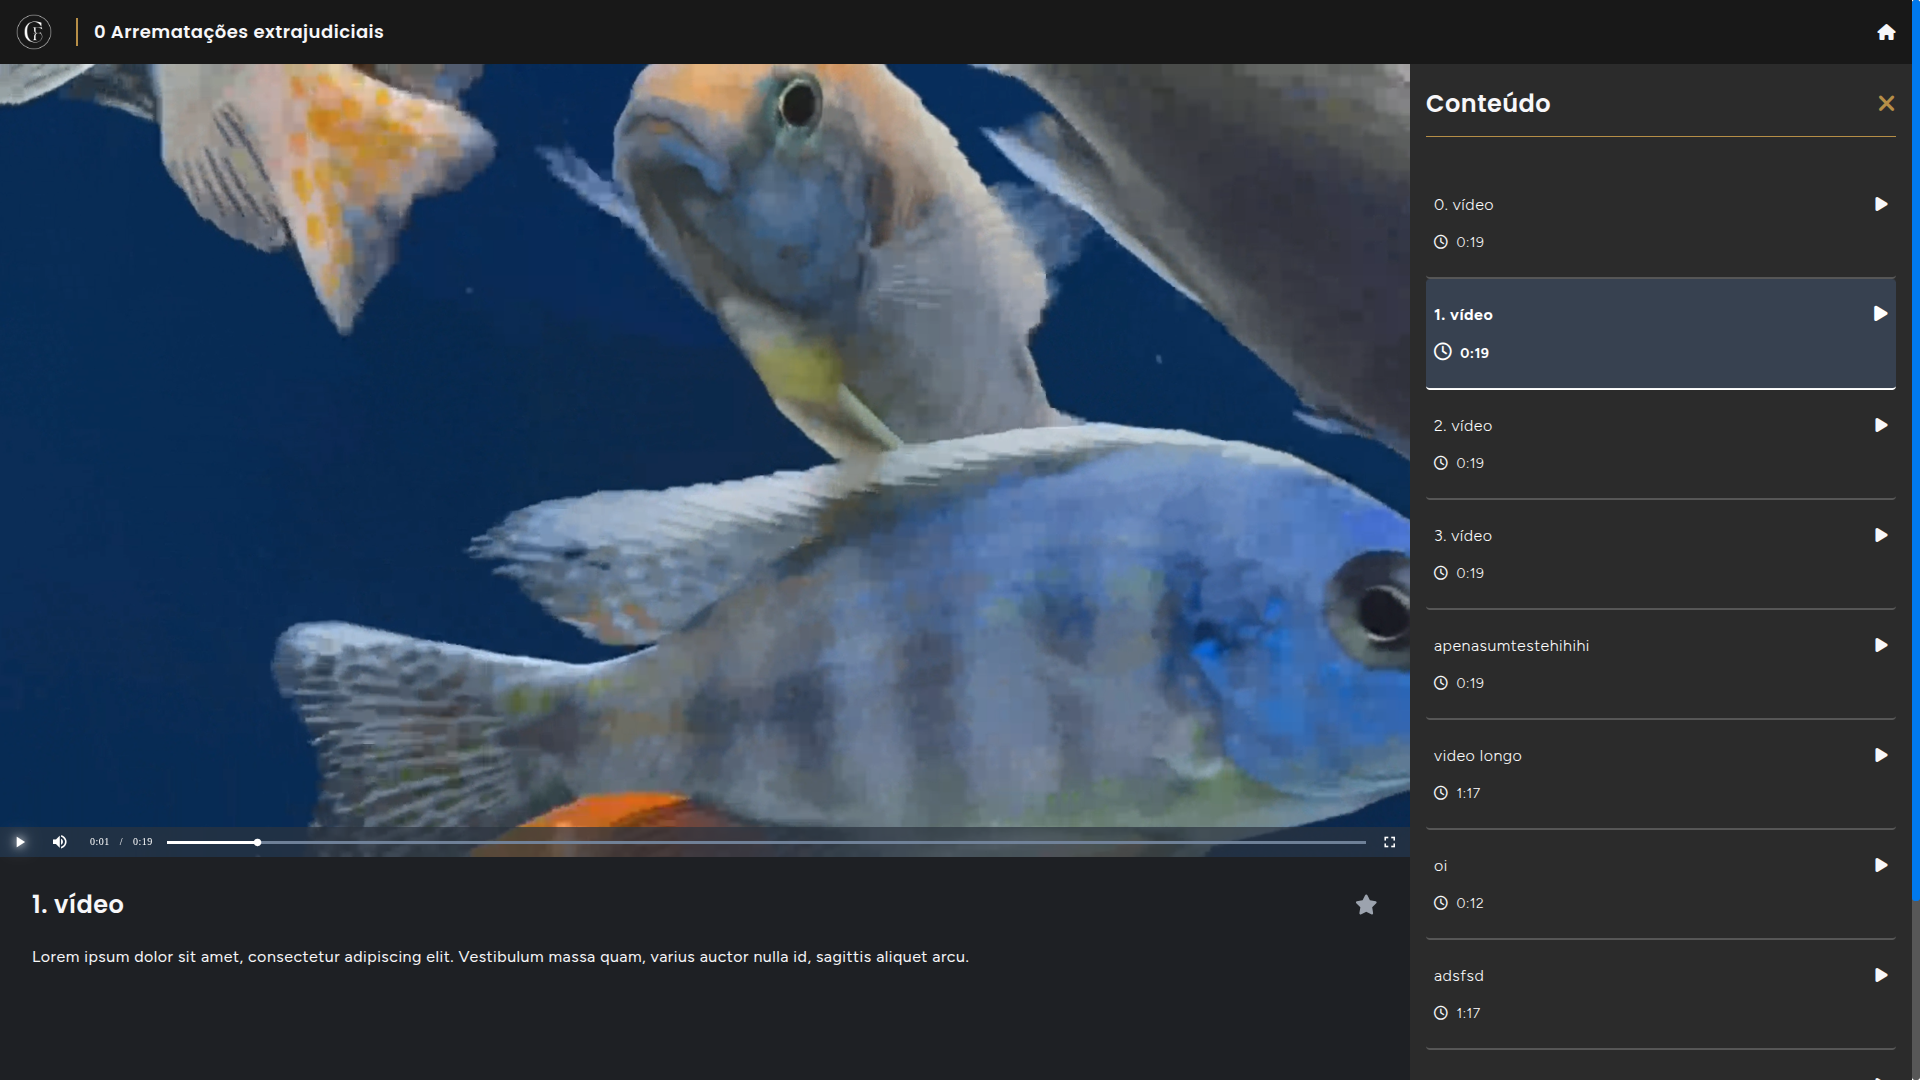 0 Arrematações extrajudiciais
Conteúdo
0. vídeo
0:19
1. vídeo
0:19
2. vídeo
0:19
3. vídeo
0:19
apenasumtestehihihi
0:19
video longo
1:17
oi
0:12
adsfsd
1:17
0:01 / 0:19
1. vídeo
Lorem ipsum dolor sit amet, consectetur adipiscing elit. Vestibulum massa quam, varius auctor nulla id, sagittis aliquet arcu.